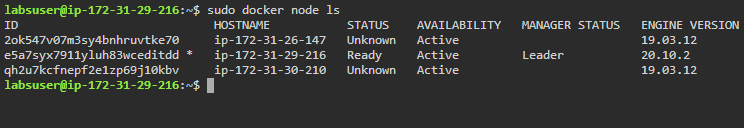 labsuser@ip-172-31-29-216:~$ sudo docker node ls
ID HOSTNAME STATUS AVAILABILITY MANAGER STATUS ENGINE VERSION
2ok547v07m3sy4bnhruvtke70 ip-172-31-26-147 Unknown Active 19.03.12
e5a7syx7911yluh83wceditdd * ip-172-31-29-216 Ready Active Leader 20.10.2
qh2u7kcfnepf2e1zp69j10kbv ip-172-31-30-210 Unknown Active 19.03.12
labsuser@ip-172-31-29-216:~$